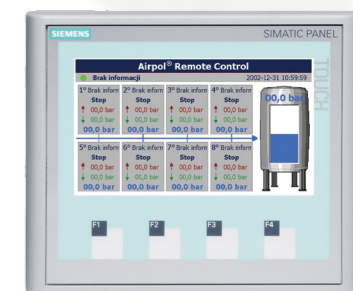 SIEMENS
SIMATIC PANEL
TOUCH
Airpol® Remote Control
Brak informacji 2002-12-31 10:59:59
1° Brak inform 2° Brak inform 3° Brak inform 4° Brak inform
Stop Stop Stop Stop
00,0 bar 00,0 bar 00,0 bar 00,0 bar 00,0 bar
00,0 bar 00,0 bar 00,0 bar 00,0 bar
00,0 bar 00,0 bar 00,0 bar 00,0 bar
5° Brak inform 6° Brak inform 7° Brak inform 8° Brak inform
Stop Stop Stop Stop
00,0 bar 00,0 bar 00,0 bar 00,0 bar
00,0 bar 00,0 bar 00,0 bar 00,0 bar
00,0 bar 00,0 bar 00,0 bar 00,0 bar
F1 F2 F3 F4